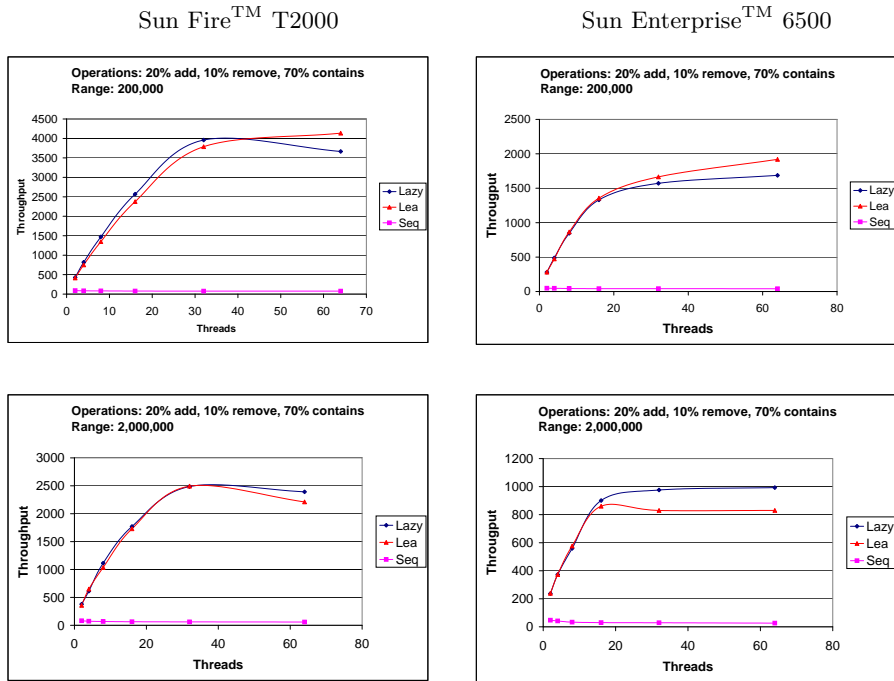 Sun Fire™ T2000
Sun Enterprise™ 6500
Operations: 20% add, 10% remove, 70% contains
Range: 200,000
4500
4000
3500
3000
2500
2000
1500
1000
500
0
Throughput
0 10 20 30 40 50 60 70
Threads
Lazy
Lea
Seq
Operations: 20% add, 10% remove, 70% contains
Range: 200,000
2500
2000
1500
1000
500
0
Througput
0 20 40 60 80
Threads
Lazy
Lea
Seq
Operations: 20% add, 10% remove, 70% contains
Range: 2,000,000
3000
2500
2000
1500
1000
500
0
Throughput
0 20 40 60 80
Threads
Lazy
Lea
Seq
Operations: 20% add, 10% remove, 70% contains
Range: 2,000,000
1200
1000
800
600
400
200
0
Througput
0 20 40 60 80
Threads
Lazy
Lea
Seq